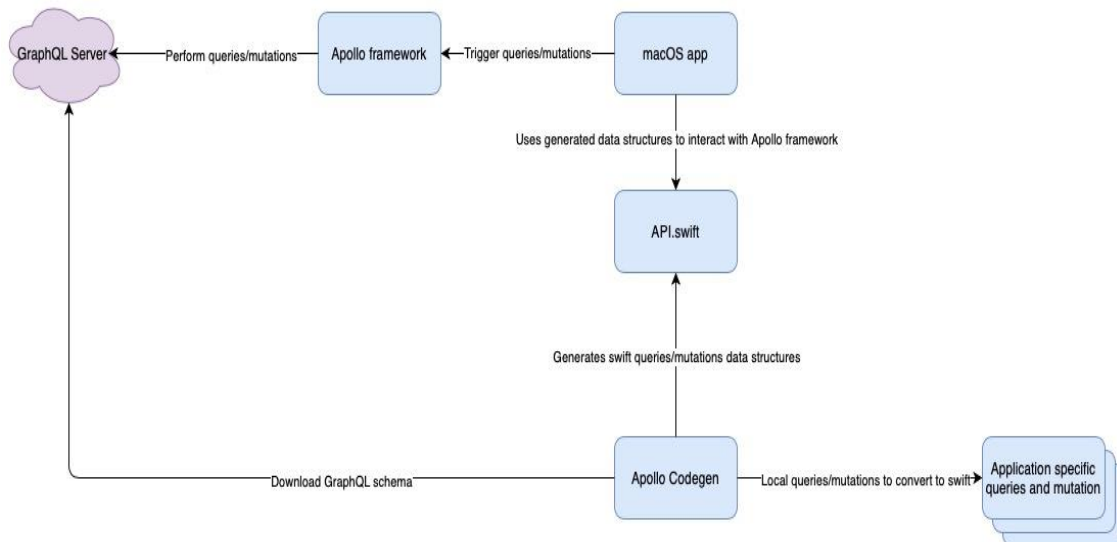 GraphQL Server
Perform queries/mutations
Apollo framework
Trigger queries/mutations
macOS app
Uses generated data structures to interact with Apollo framework
API.swift
Generates swift queries/mutations data structures
Download GraphQL schema
Apollo Codegen
Local queries/mutations to convert to swift
Application specific
queries and mutation